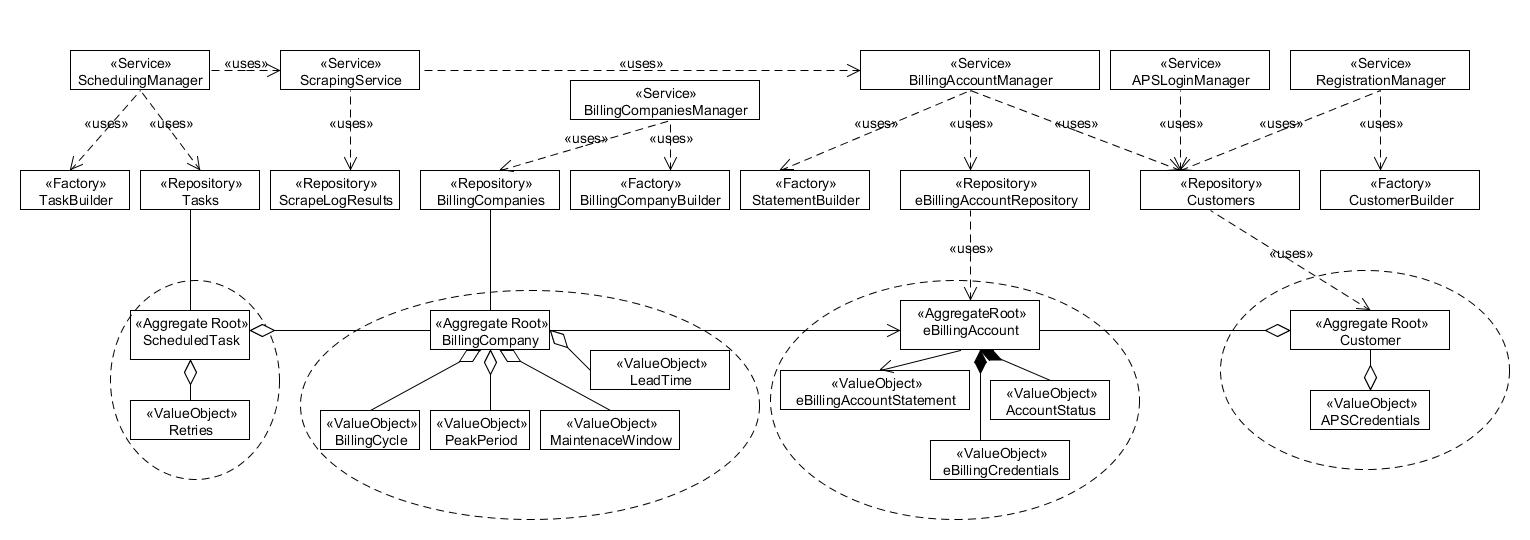 «Service»
SchedulingManager
«uses»
«Service»
ScrapingService
«uses»
«Service»
BillingAccountManager
«Service»
APSLoginManager
«Service»
RegistrationManager
«Service»
BillingCompaniesManager
«uses»
«uses»
«uses»
«uses»
«uses»
«uses»
«uses»
«uses»
«uses»
«uses»
«uses»
«Factory»
TaskBuilder
«Repository»
Tasks
«Repository»
ScrapeLogResults
«Repository»
BillingCompanies
«Factory»
BillingCompanyBuilder
«Factory»
StatementBuilder
«Repository»
eBillingAccountRepository
«Repository»
Customers
«Factory»
CustomerBuilder
«uses»
«uses»
«Aggregate Root»
ScheduledTask
«Aggregate Root»
BillingCompany
«AggregateRoot»
eBillingAccount
«Aggregate Root»
Customer
«ValueObject»
LeadTime
«ValueObject»
eBillingAccountStatement
«ValueObject»
AccountStatus
«ValueObject»
APSCredentials
«ValueObject»
Retries
«ValueObject»
BillingCycle
«ValueObject»
PeakPeriod
«ValueObject»
MaintenaceWindow
«ValueObject»
eBillingCredentials